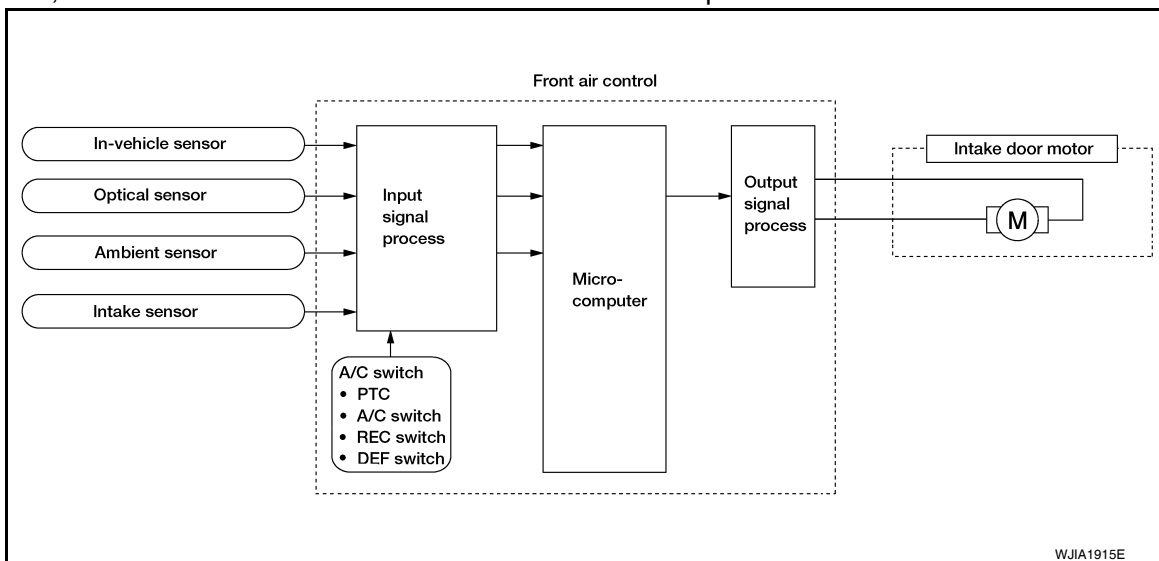 Front air control
In-vehicle sensor
Optical sensor
Ambient sensor
Intake sensor
Input
signal
process
A/C switch
• PTC
• A/C switch
• REC switch
• DEF switch
Micro-
computer
Output
signal
process
Intake door motor
M
WJIA1915E